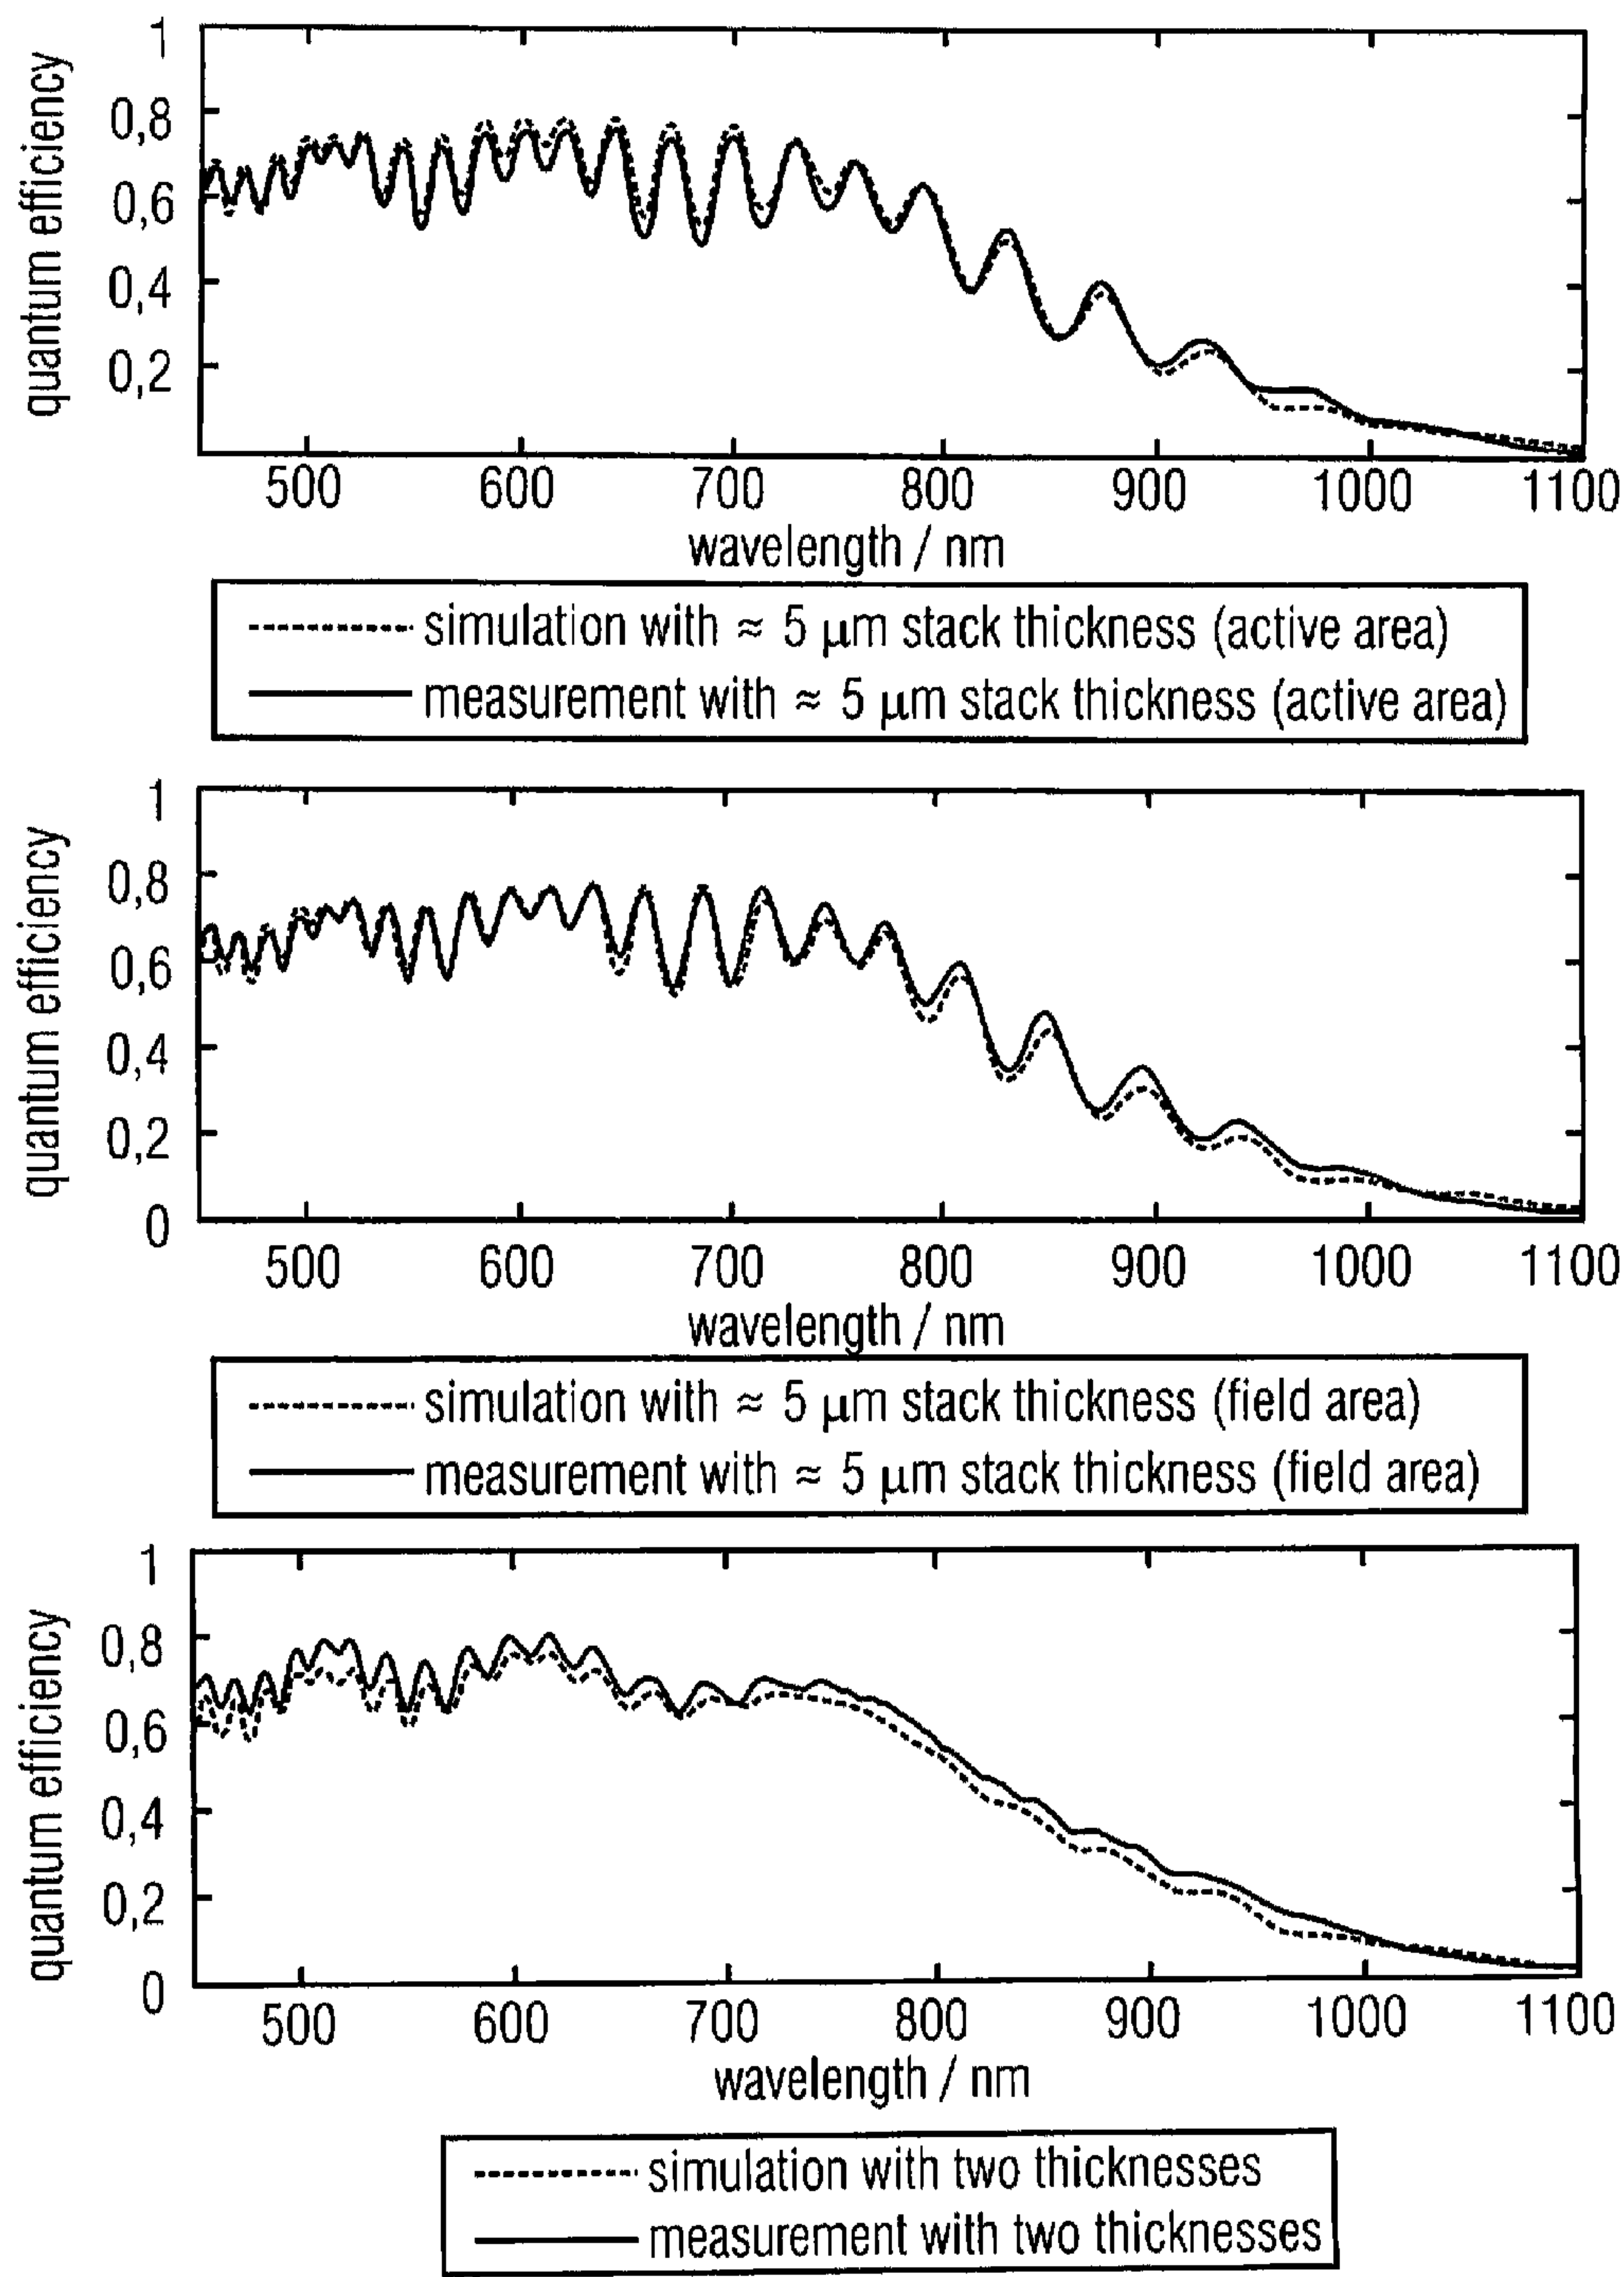 quantum efficiency
1
0,8
0,6
0,4
0,2
500 600 700 800 900 1000 1100
wavelength / nm
simulation with ≈ 5 µm stack thickness (active area)
measurement with ≈ 5 µm stack thickness (active area)
quantum efficiency
1
0,8
0,6
0,4
0,2
0
500 600 700 800 900 1000 1100
wavelength / nm
simulation with ≈ 5 µm stack thickness (field area)
measurement with ≈ 5 µm stack thickness (field area)
quantum efficiency
1
0,8
0,6
0,4
0,2
0
500 600 700 800 900 1000 1100
wavelength / nm
simulation with two thicknesses
measurement with two thicknesses